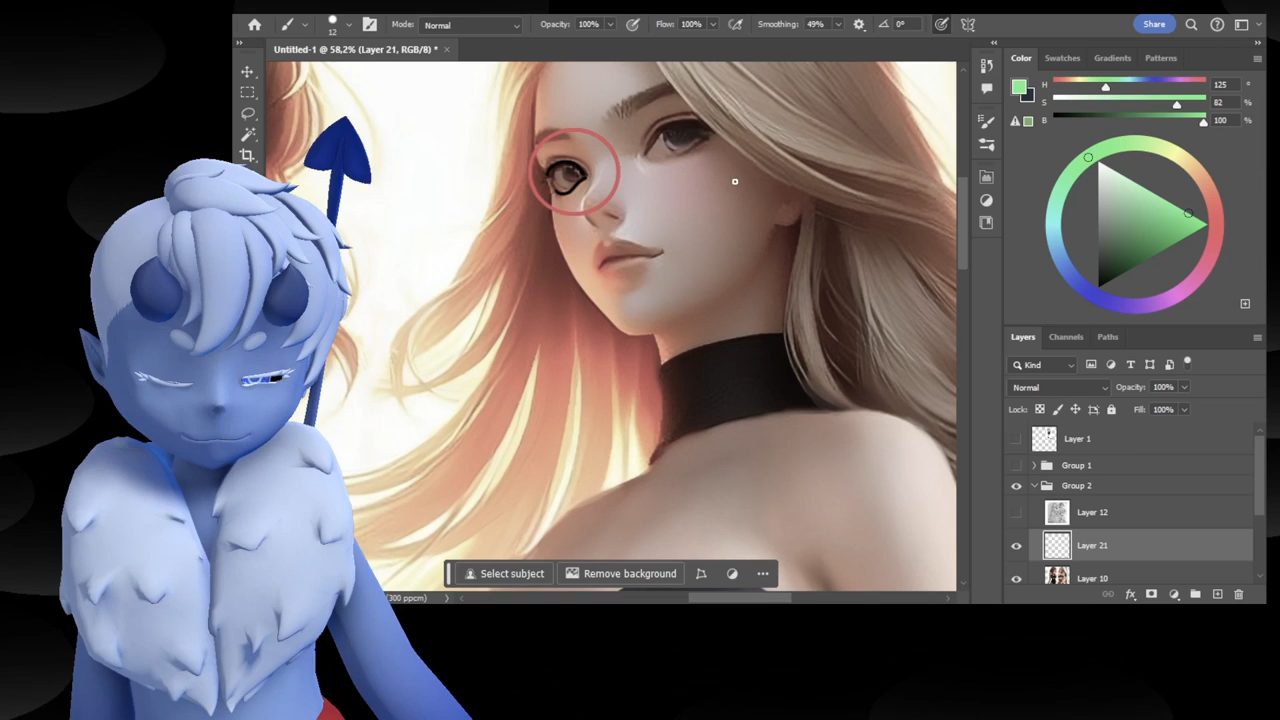 12
Mode:
Normal
Opacity:
100%
Flow:
100%
Smoothing:
49%
0°
Share
Untitled-1 @ 58,2% (Layer 21, RGB/8) *
Color
Swatches
Gradients
Patterns
H
125
°
S
82
%
B
100
%
Layers
Channels
Paths
Kind
Normal
Opacity:
100%
Lock:
Fill:
100%
Layer 1
Group 1
Group 2
Layer 12
Layer 21
Layer 10
Select subject
Remove background
(300 ppcm)
fx